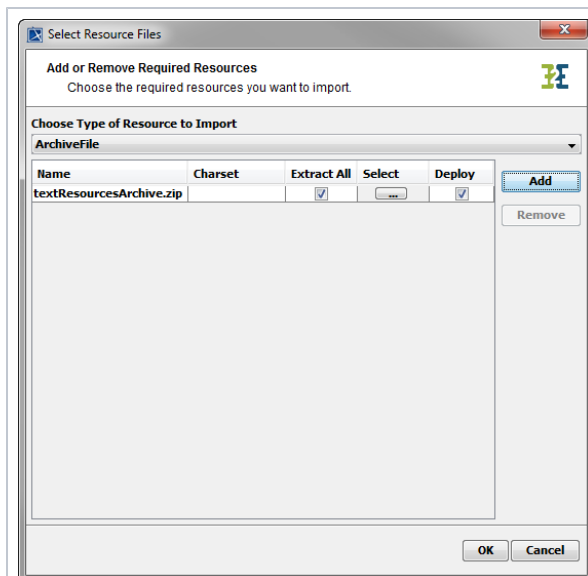 Select Resource Files
Add or Remove Required Resources
Choose the required resources you want to import.
Choose Type of Resource to Import
ArchiveFile
Name Charset Extract All Select Deploy
textResourcesArchive.zip ...
Add
Remove
OK Cancel